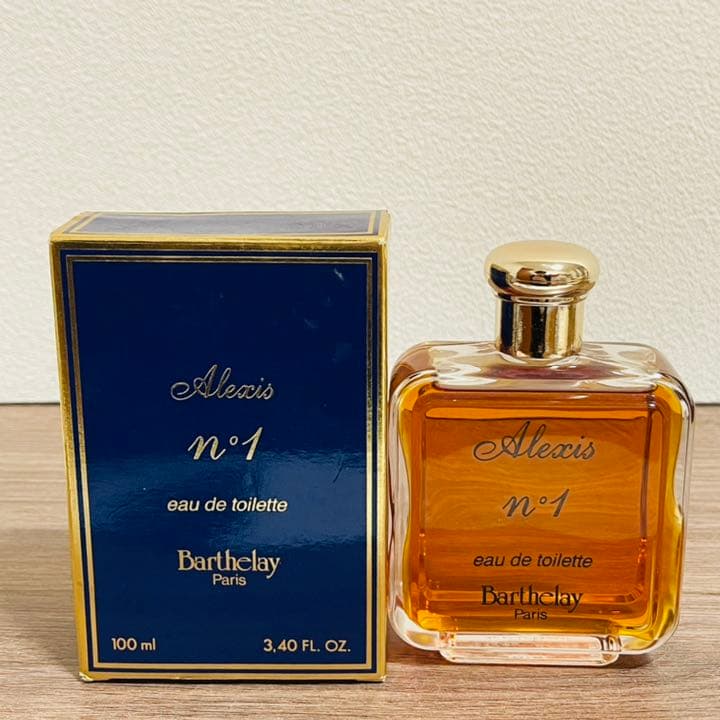 Alexis
n°1
eau de toilette
Barthelay
Paris
100 ml
3,40 FL. OZ.
Alexis
n°1
eau de toilette
Barthelay
Paris